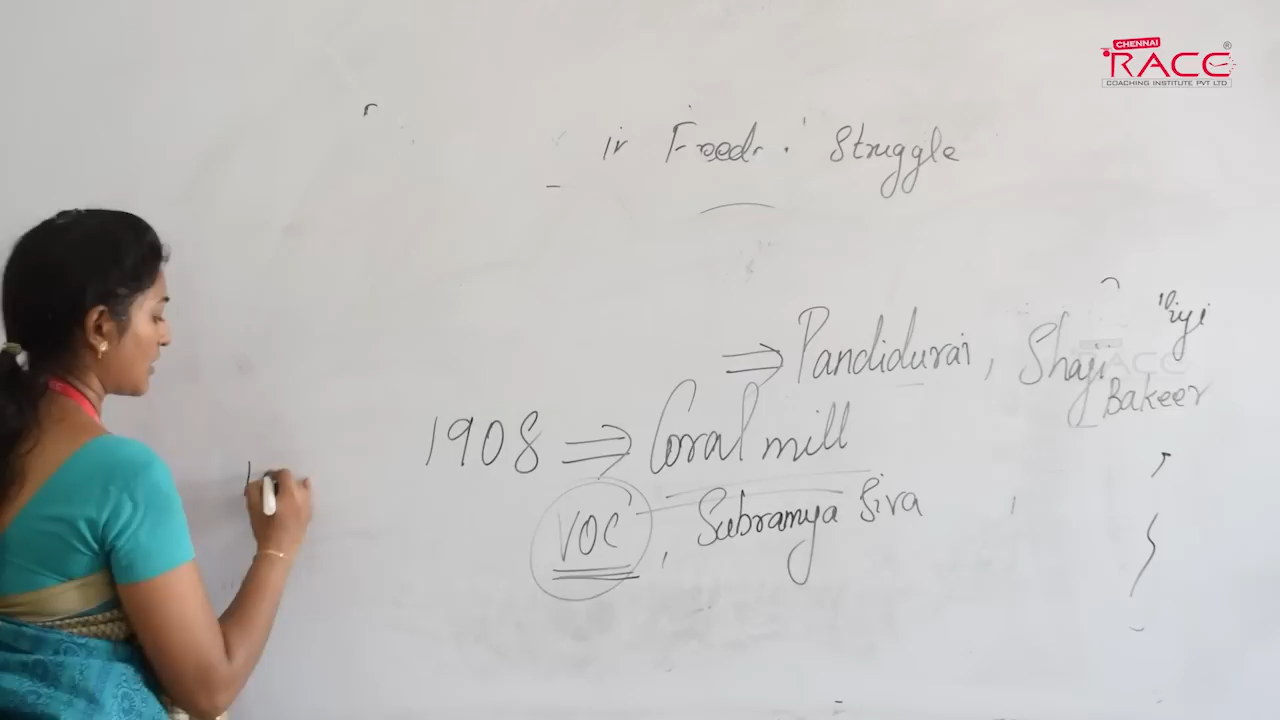 CHENNAI
RACE
COACHING INSTITUTE PVT LTD
Struggle
⇒ Pandidurai, Shaji
Bakeer
1908 ⇒ Coral mill
VOC, Subramya Siva